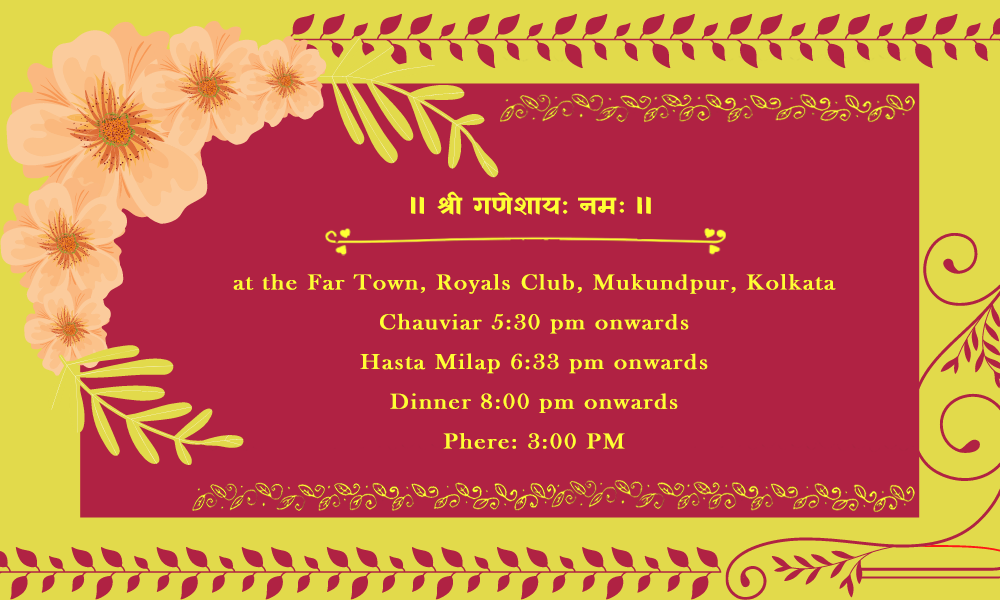 ॥ श्री गणेशायः नमः ॥
at the Far Town, Royals Club, Mukundpur, Kolkata
Chauviar 5:30 pm onwards
Hasta Milap 6:33 pm onwards
Dinner 8:00 pm onwards
Phere: 3:00 PM